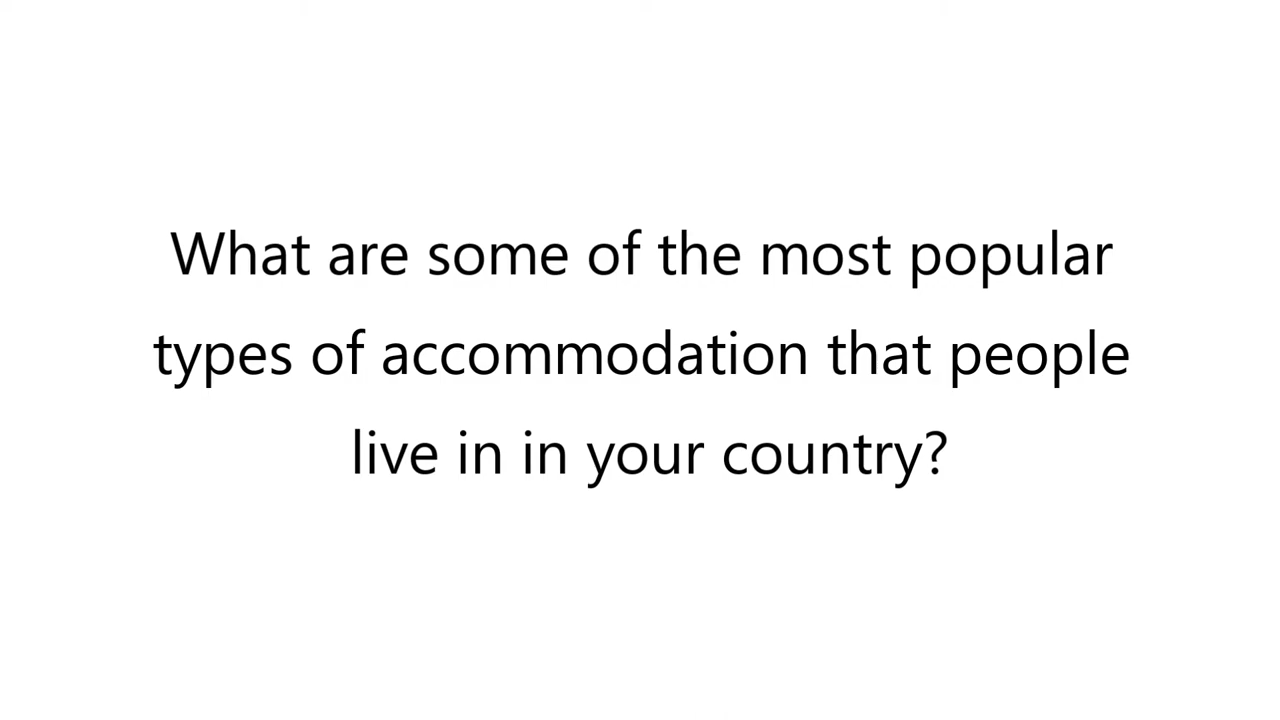 What are some of the most popular
types of accommodation that people
live in in your country?